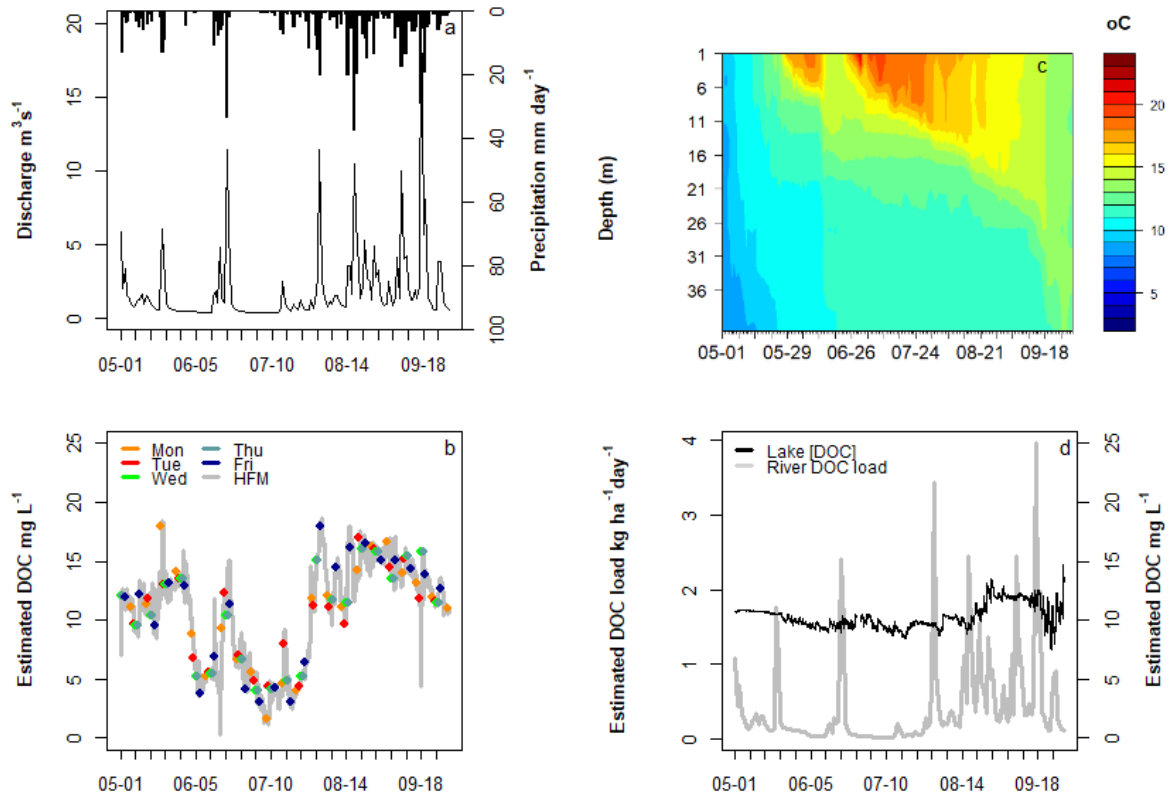 a
Discharge m³s⁻¹
20
15
10
5
0
Precipitation mm day⁻¹
0
20
40
60
80
100
05-01 06-05 07-10 08-14 09-18
c
oC
Depth (m)
1
6
11
16
21
26
31
36
20
15
10
5
05-01 05-29 06-26 07-24 08-21 09-18
b
Estimated DOC mg L⁻¹
25
20
15
10
5
0
Mon Thu
Tue Fri
Wed HFM
05-01 06-05 07-10 08-14 09-18
d
Estimated DOC load kg ha⁻¹day⁻¹
4
3
2
1
0
Lake [DOC]
River DOC load
Estimated DOC mg L⁻¹
25
20
15
10
5
0
05-01 06-05 07-10 08-14 09-18